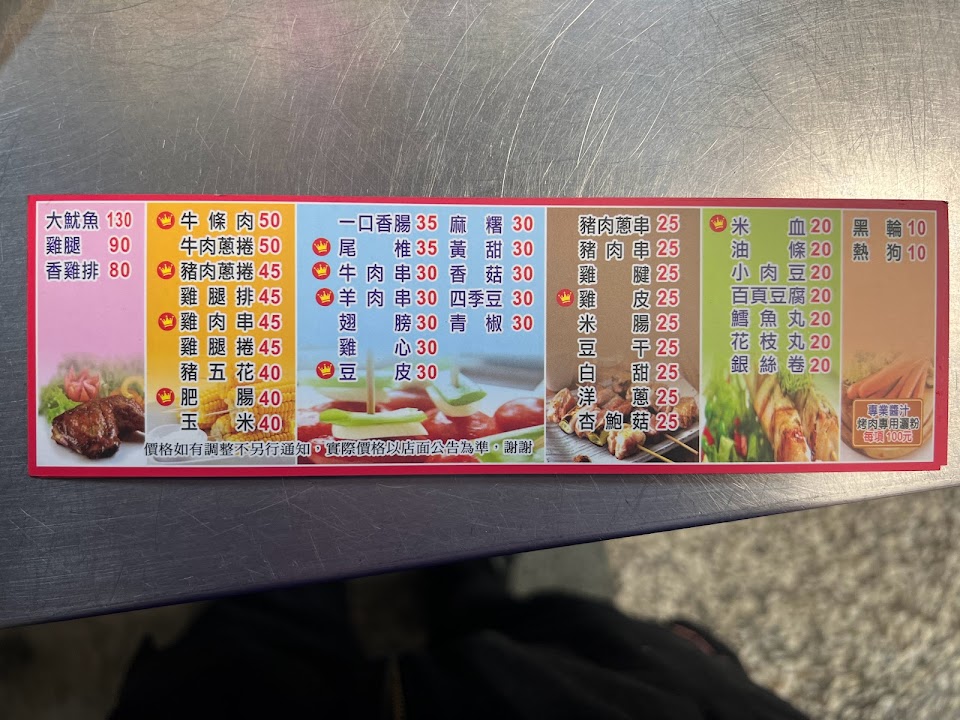 大魷魚 130
雞腿 90
香雞排 80
牛條肉 50
牛肉蔥捲 50
豬肉蔥捲 45
雞腿排 45
雞肉串 45
雞腿捲 45
豬五花 40
肥腸 40
玉米 40
一口香腸 35
尾椎 35
牛肉串 30
羊肉串 30
翅膀 30
雞心 30
豆皮 30
麻糬 30
黃甜 30
香菇 30
四季豆 30
青椒 30
豬肉蔥串 25
豬肉串 25
雞腱 25
雞皮 25
米腸 25
豆干 25
白甜 25
洋蔥 25
杏鮑菇 25
米血 20
油條 20
小肉豆 20
百頁豆腐 20
鱈魚丸 20
花枝丸 20
銀絲卷 20
黑輪 10
熱狗 10
專業醬汁
烤肉專用灑粉
每項 100元
價格如有調整不另行通知，實際價格以店面公告為準，謝謝